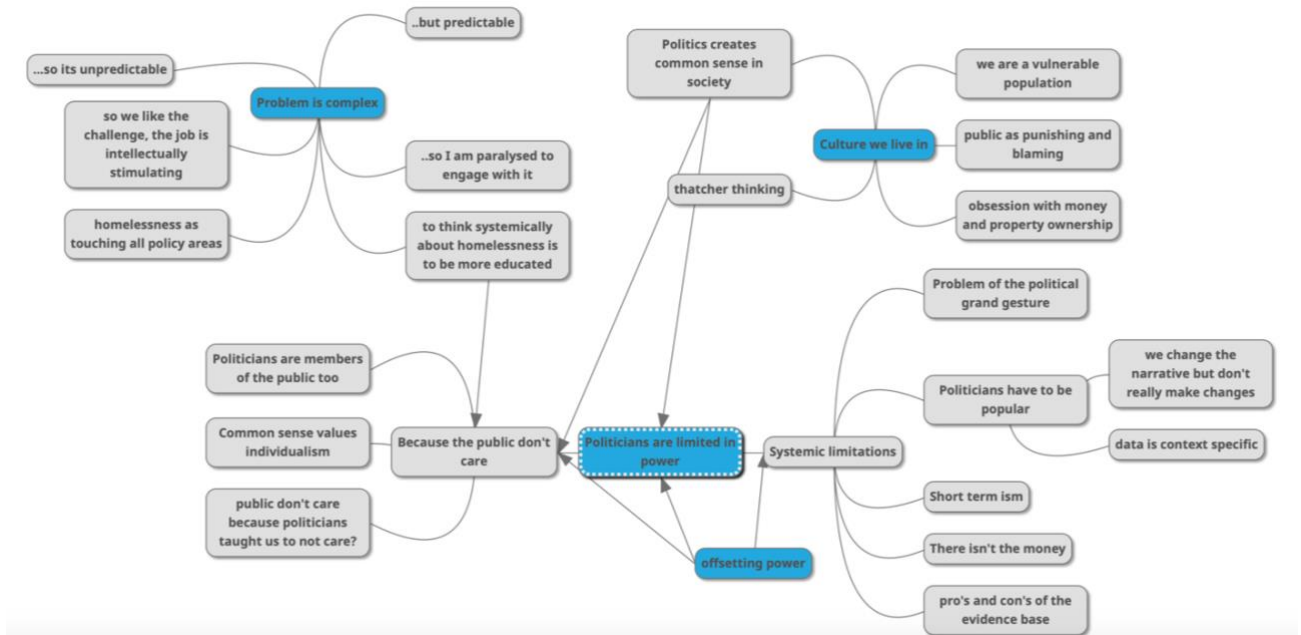 ..but predictable
...so its unpredictable
Problem is complex
so we like the
challenge, the job is
intellectually
stimulating
..so I am paralysed to
engage with it
homelessness as
touching all policy areas
to think systemically
about homelessness is
to be more educated
Politics creates
common sense in
society
we are a vulnerable
population
Culture we live in
public as punishing and
blaming
thatcher thinking
obsession with money
and property ownership
Politicians are members
of the public too
Common sense values
individualism
Because the public don't
care
public don't care
because politicians
taught us to not care?
Politicians are limited in
power
offsetting power
Systemic limitations
Problem of the political
grand gesture
Politicians have to be
popular
we change the
narrative but don't
really make changes
data is context specific
Short term ism
There isn't the money
pro's and con's of the
evidence base